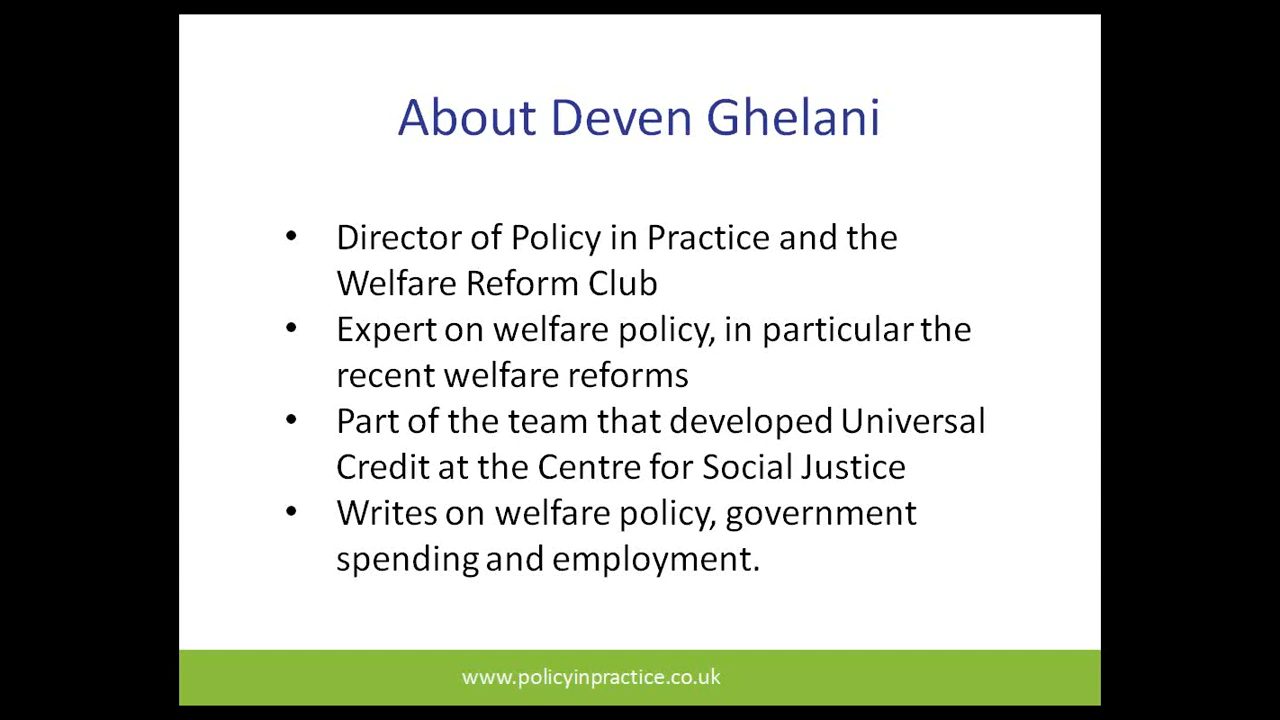 About Deven Ghelani
• Director of Policy in Practice and the
Welfare Reform Club
• Expert on welfare policy, in particular the
recent welfare reforms
• Part of the team that developed Universal
Credit at the Centre for Social Justice
• Writes on welfare policy, government
spending and employment.
www.policyinpractice.co.uk